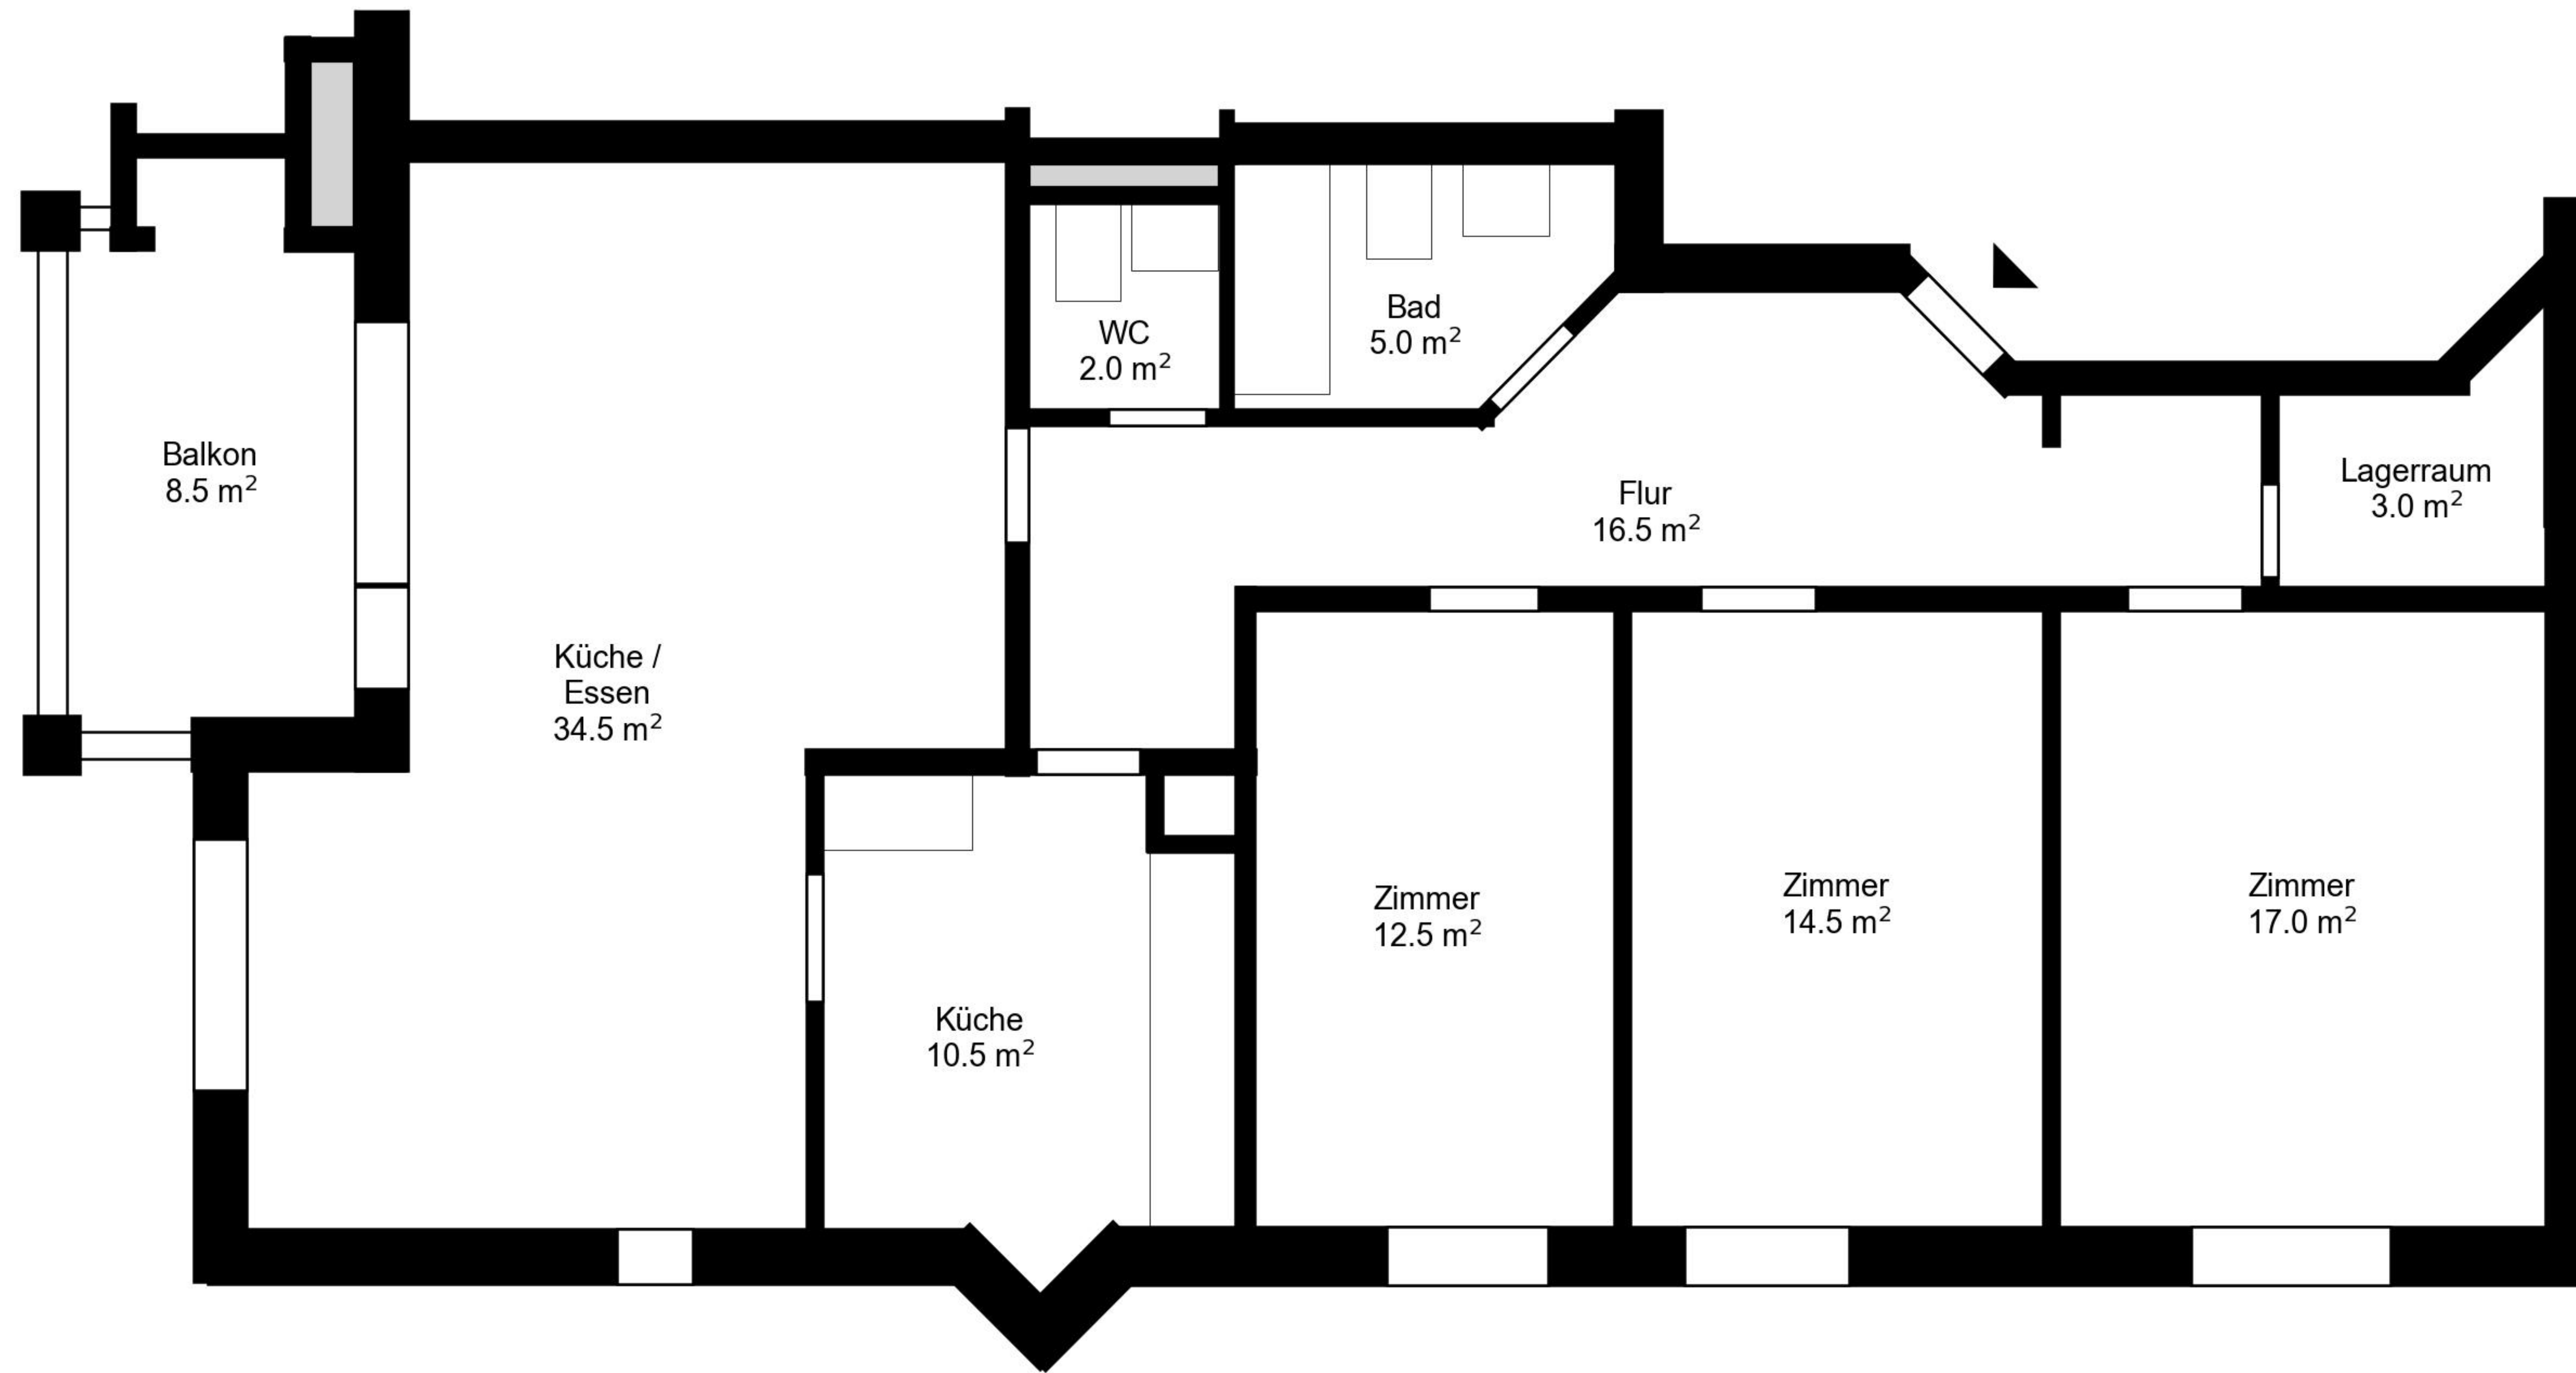 WC
2.0 m²
Bad
5.0 m²
Balkon
8.5 m²
Flur
16.5 m²
Lagerraum
3.0 m²
Küche /
Essen
34.5 m²
Zimmer
12.5 m²
Zimmer
14.5 m²
Zimmer
17.0 m²
Küche
10.5 m²